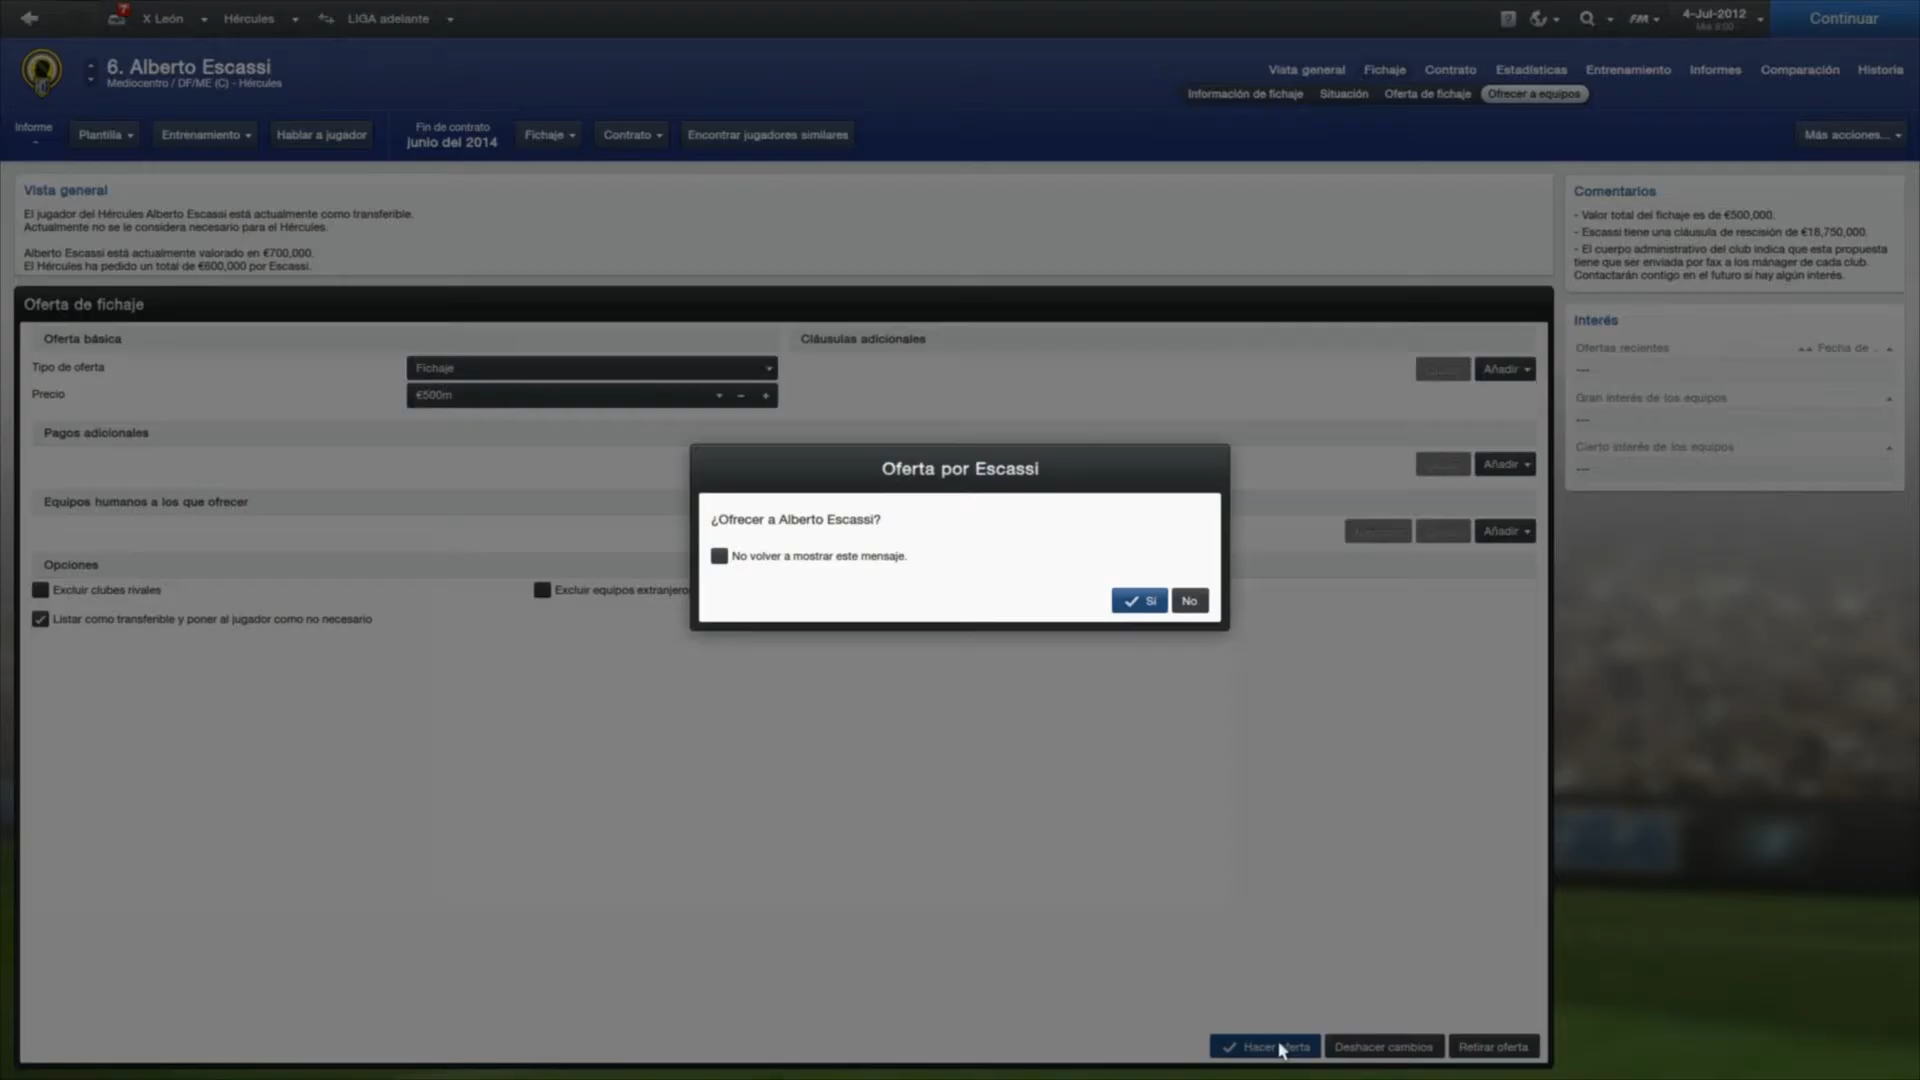 7
X León
Hércules
LIGA adelante
?
FM
4-Jul-2012
Continuar
6. Alberto Escassi
Mediocentro / DF/ME (C) - Hércules
Vista general Fichaje Contrato Estadísticas Entrenamiento Informes Comparación Historia
Información de fichaje Situación Oferta de fichaje Ofrecer a equipos
Informe
Plantilla
Entrenamiento
Hablar a jugador
Fin de contrato
junio del 2014
Fichaje
Contrato
Encontrar jugadores similares
Más acciones...
Vista general
El jugador del Hércules Alberto Escassi está actualmente como transferible.
Actualmente no se le considera necesario para el Hércules.
Alberto Escassi está actualmente valorado en €700,000.
El Hércules ha pedido un total de €600,000 por Escassi.
Comentarios
- Valor total del fichaje es de €500,000.
- Escassi tiene una cláusula de rescisión de €18,750,000.
- El cuerpo administrativo del club indica que esta propuesta
tiene que ser enviada por fax a los mánager de cada club.
Contactarán contigo en el futuro si hay algún interés.
Oferta de fichaje
Oferta básica
Cláusulas adicionales
Tipo de oferta
Fichaje
Añadir
Precio
€500m
Pagos adicionales
Añadir
Equipos humanos a los que ofrecer
Añadir
Opciones
Excluir clubes rivales
Excluir equipos extranjero
Listar como transferible y poner al jugador como no necesario
Interés
Ofertas recientes
Fecha de ..
---
Gran interés de los equipos
---
Cierto interés de los equipos
---
Oferta por Escassi
¿Ofrecer a Alberto Escassi?
No volver a mostrar este mensaje.
Sí
No
Hacer oferta
Deshacer cambios
Retirar oferta